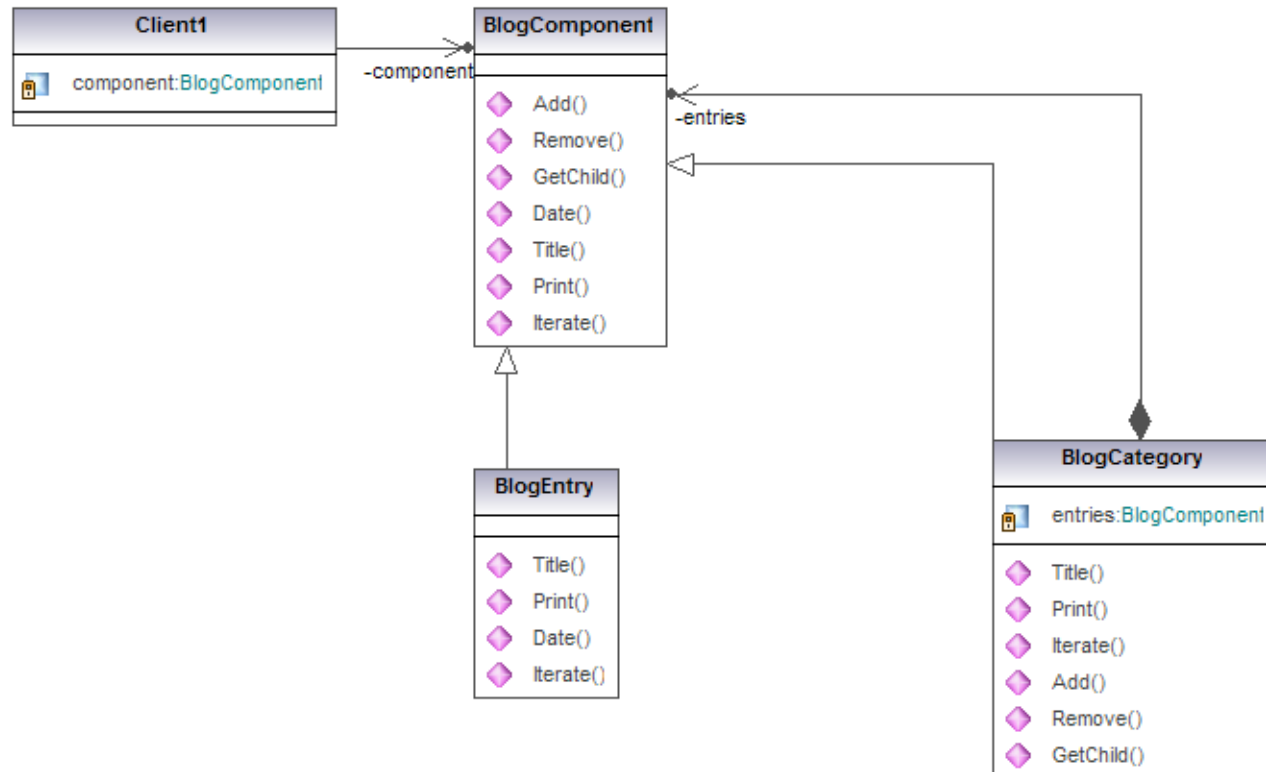 Client1
component:BlogComponent
-component
BlogComponent
Add()
Remove()
GetChild()
Date()
Title()
Print()
Iterate()
-entries
BlogEntry
Title()
Print()
Date()
Iterate()
BlogCategory
entries:BlogComponent
Title()
Print()
Iterate()
Add()
Remove()
GetChild()